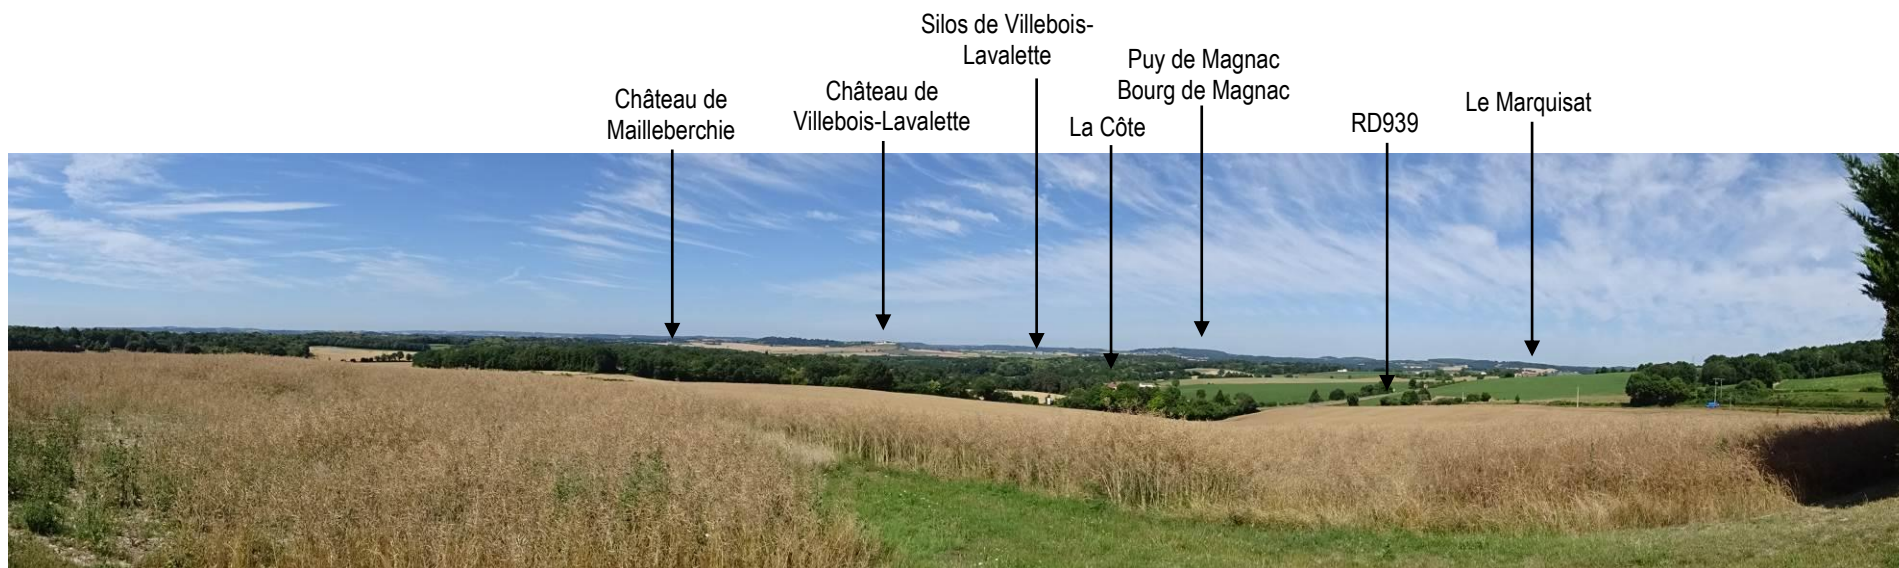 Château de
Mailleberchie
Château de
Villebois-Lavalette
Silos de Villebois-
Lavalette
La Côte
Puy de Magnac
Bourg de Magnac
RD939
Le Marquisat